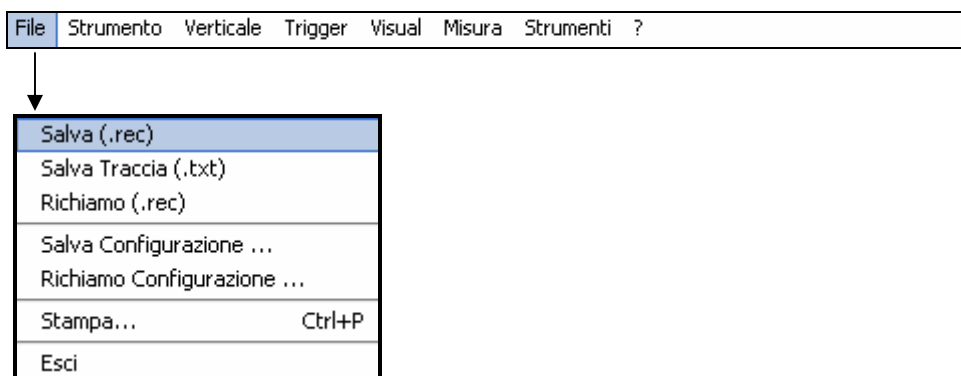 File Strumento Verticale Trigger Visual Misura Strumenti ?
Salva (.rec)
Salva Traccia (.txt)
Richiamo (.rec)
Salva Configurazione ...
Richiamo Configurazione ...
Stampa... Ctrl+P
Esci